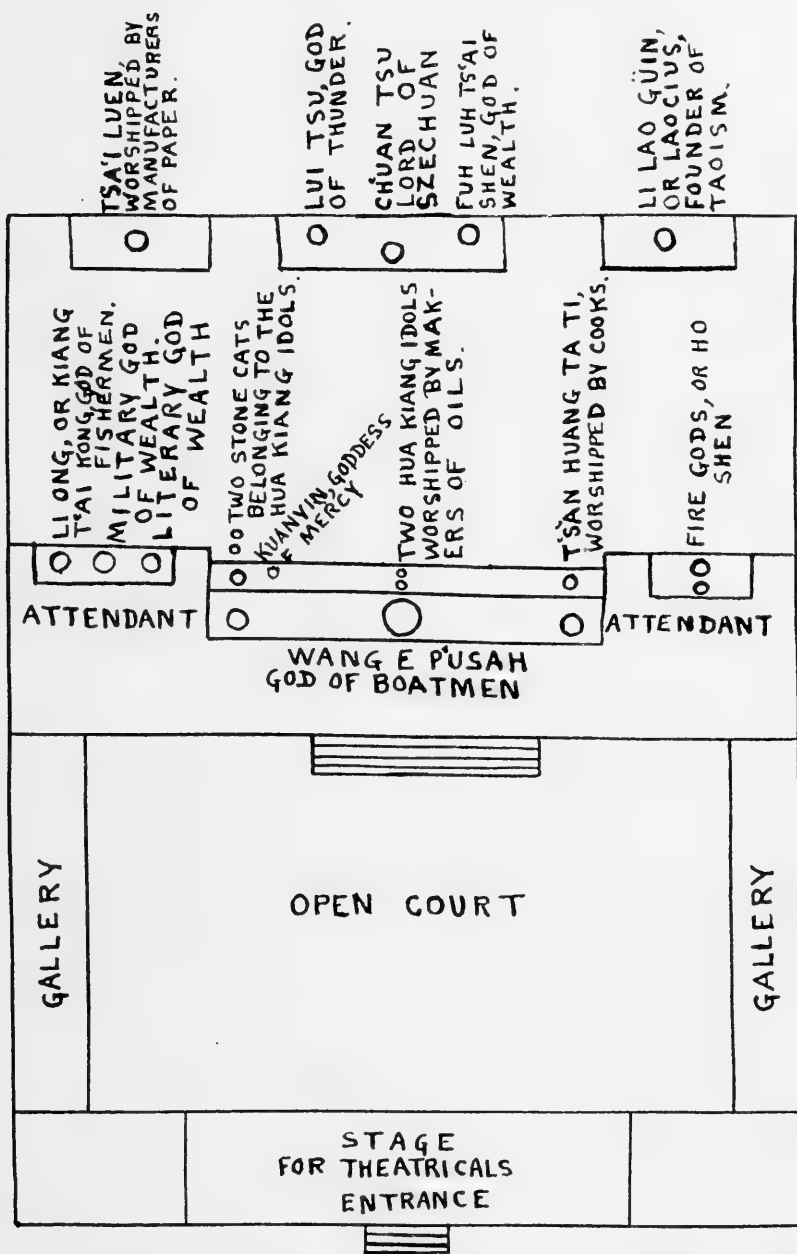 TSA'I LUEN,
WORSHIPPED BY
MANUFACTURERS
OF PAPER.
LUI TSU, GOD
OF THUNDER.
CH'UAN TSU
LORD OF
SZECHUAN
FUH LUH TS'AI
SHEN, GOD OF
WEALTH.
LI LAO GÜIN,
OR LAOCIUS,
FOUNDER OF
TAOISM.
LI ONG, OR KIANG
T'AI KONG, GOD OF
FISHERMEN.
MILITARY GOD
OF WEALTH.
LITERARY GOD
OF WEALTH
TWO STONE CATS
BELONGING TO THE
HUA KIANG IDOLS.
KUANYIN, GODDESS
OF MERCY
TWO HUA KIANG IDOLS
WORSHIPPED BY MAK-
ERS OF OILS.
TS'AN HUANG TA TI,
WORSHIPPED BY COOKS.
FIRE GODS, OR HO
SHEN
ATTENDANT
ATTENDANT
WANG E P'USAH
GOD OF BOATMEN
GALLERY
OPEN COURT
GALLERY
STAGE
FOR THEATRICALS
ENTRANCE